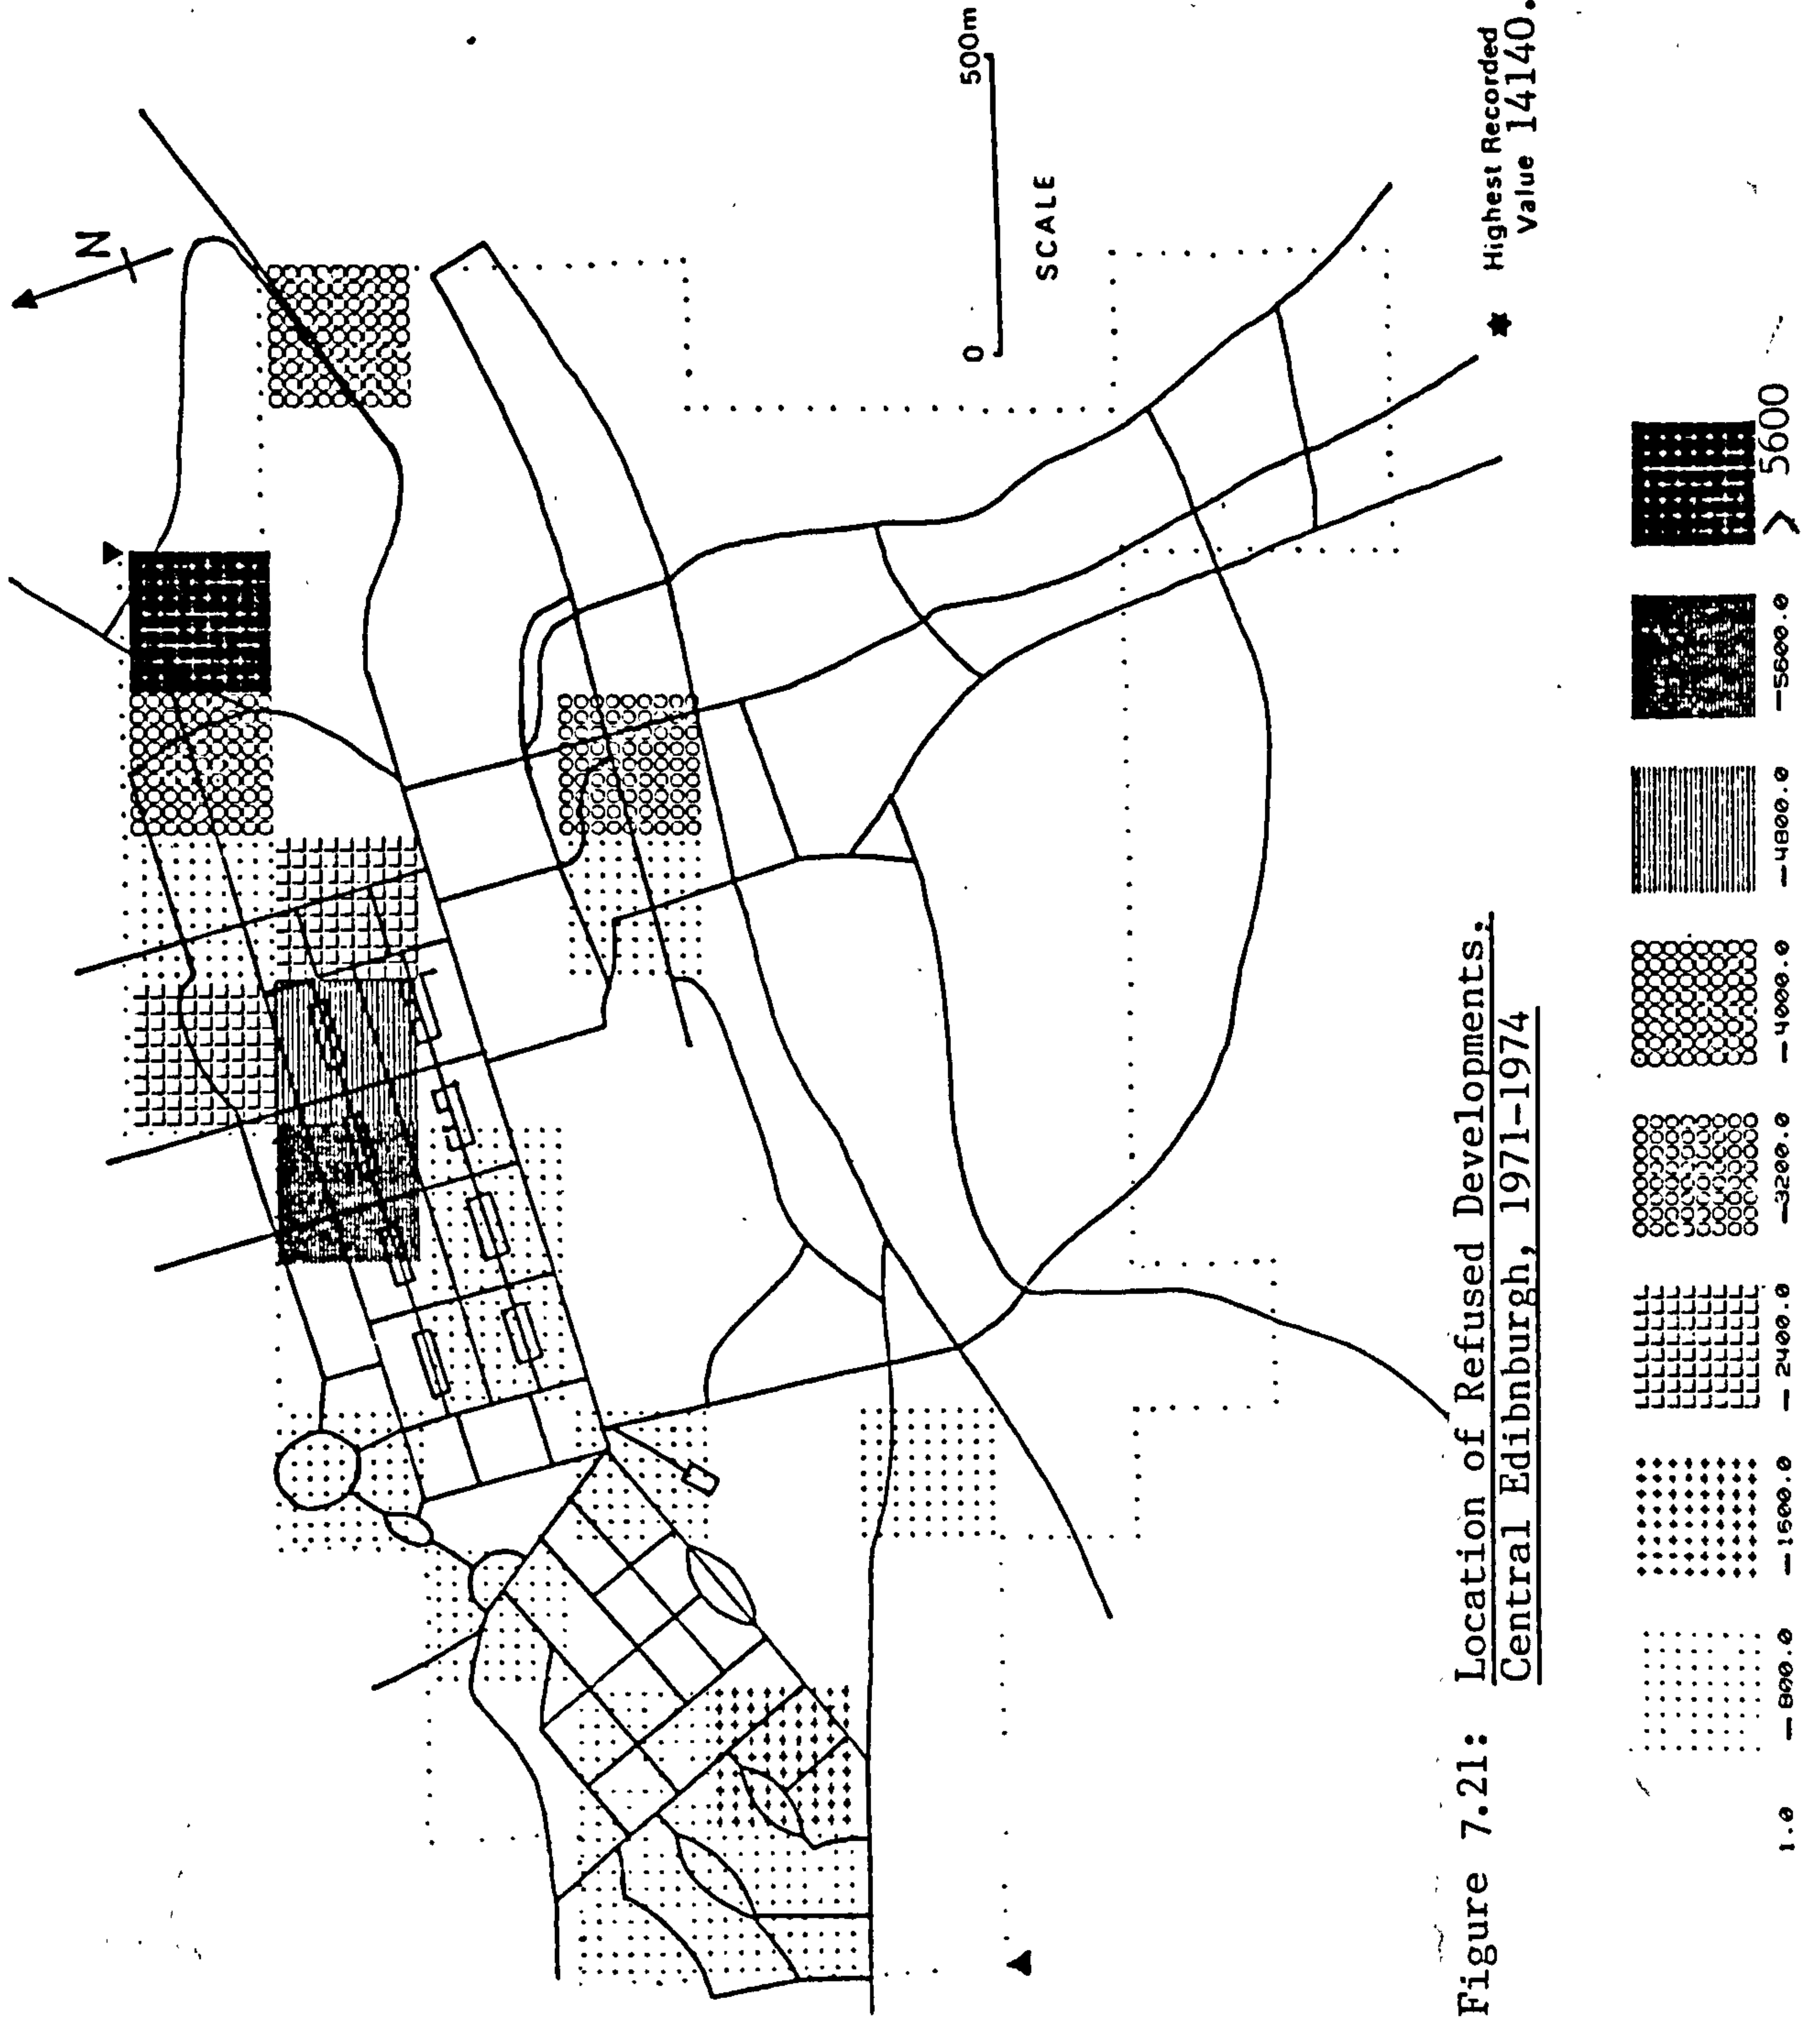 N
0 500m
SCALE
Highest Recorded
Value 14140.
Figure 7.21: Location of Refused Developments.
Central Edibnburgh, 1971-1974
1.0 —800.0 —1600.0 —2400.0 —3200.0 —4000.0 —4800.0 —5600.0 > 5600